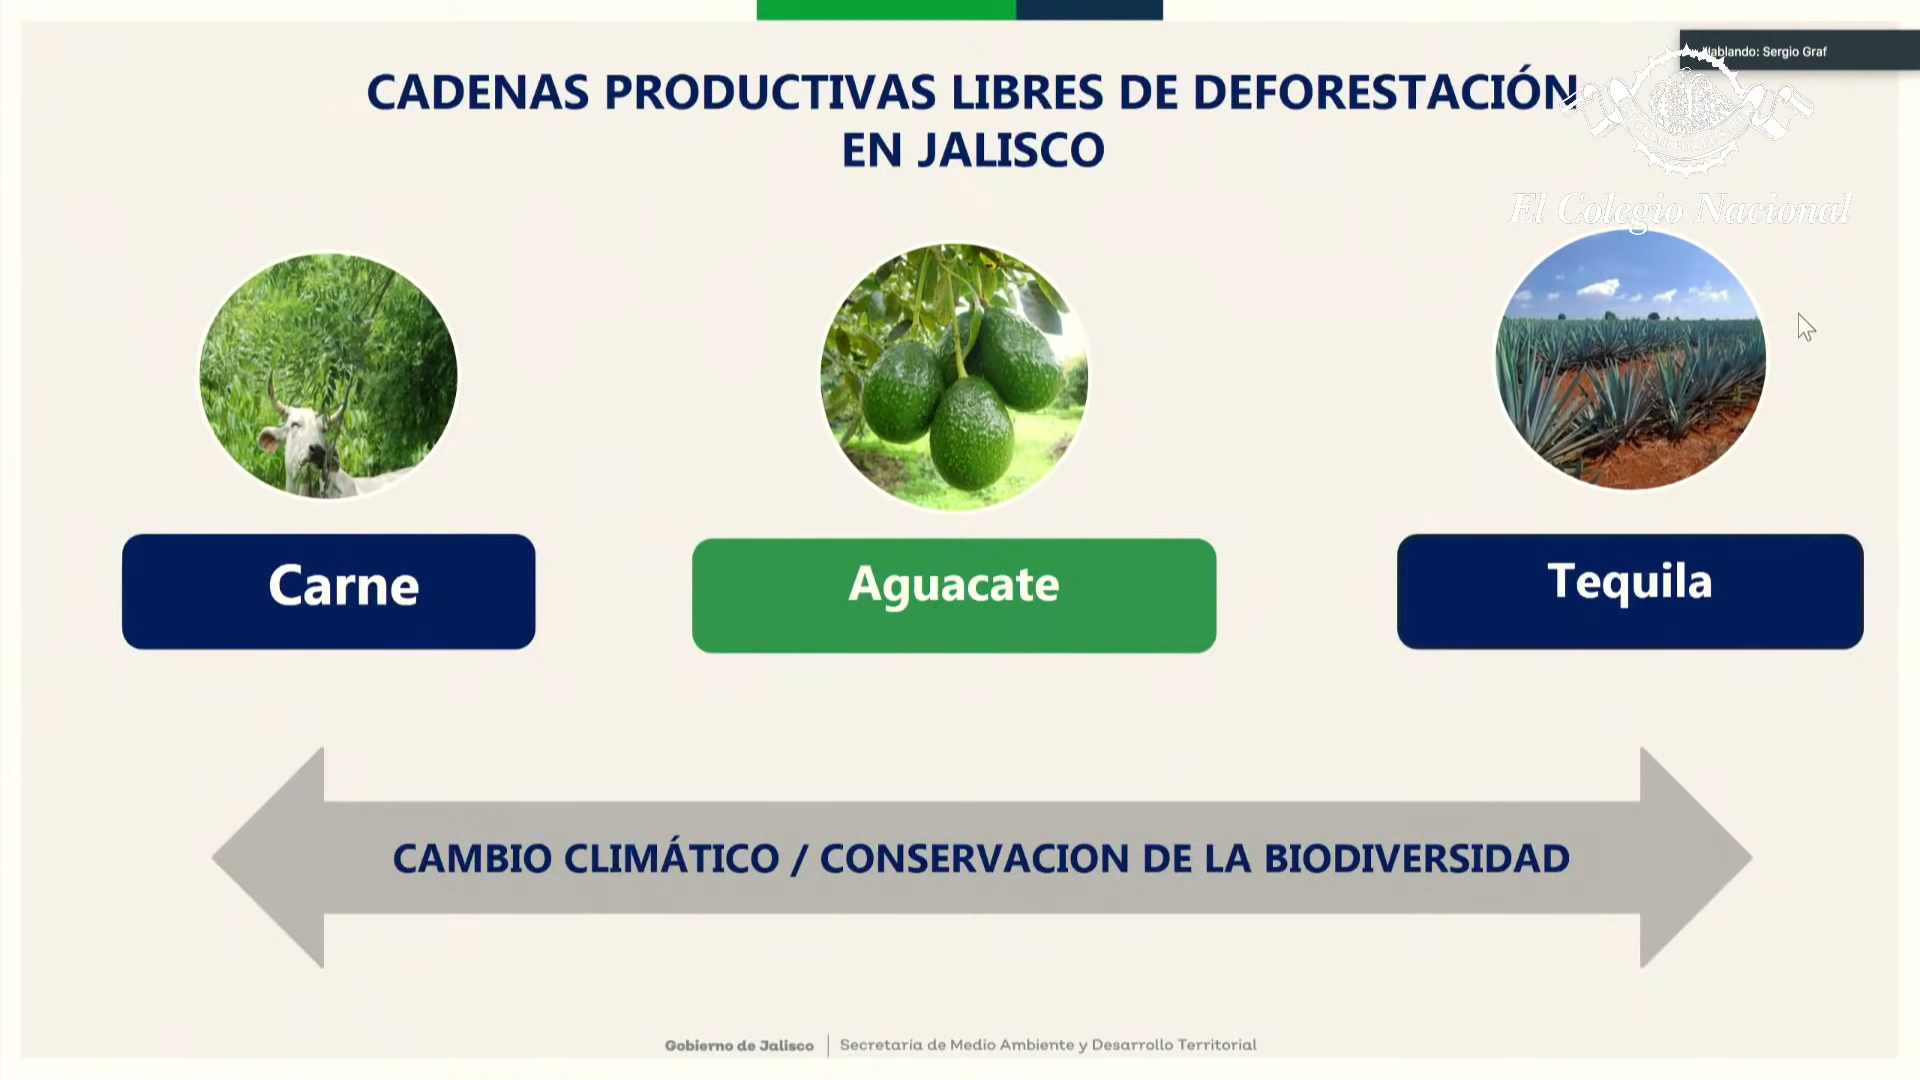 Hablando: Sergio Graf
CADENAS PRODUCTIVAS LIBRES DE DEFORESTACIÓN
EN JALISCO
El Colegio Nacional
Carne
Aguacate
Tequila
CAMBIO CLIMÁTICO / CONSERVACION DE LA BIODIVERSIDAD
Gobierno de Jalisco
Secretaría de Medio Ambiente y Desarrollo Territorial